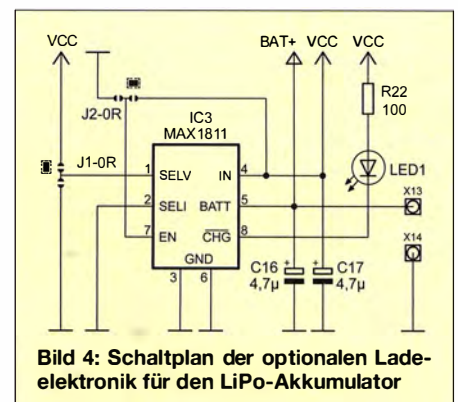 VCC BAT+ VCC VCC
R22
100
J2-0R
IC3
MAX1811
J1-0R
LED1
1 SELV IN 4
X13
2 SELI BATT 5
7 EN CHG 8
X14
GND
3 6
C16 + C17 +
4,7µ 4,7µ
Bild 4: Schaltplan der optionalen Lade-
elektronik für den LiPo-Akkumulator